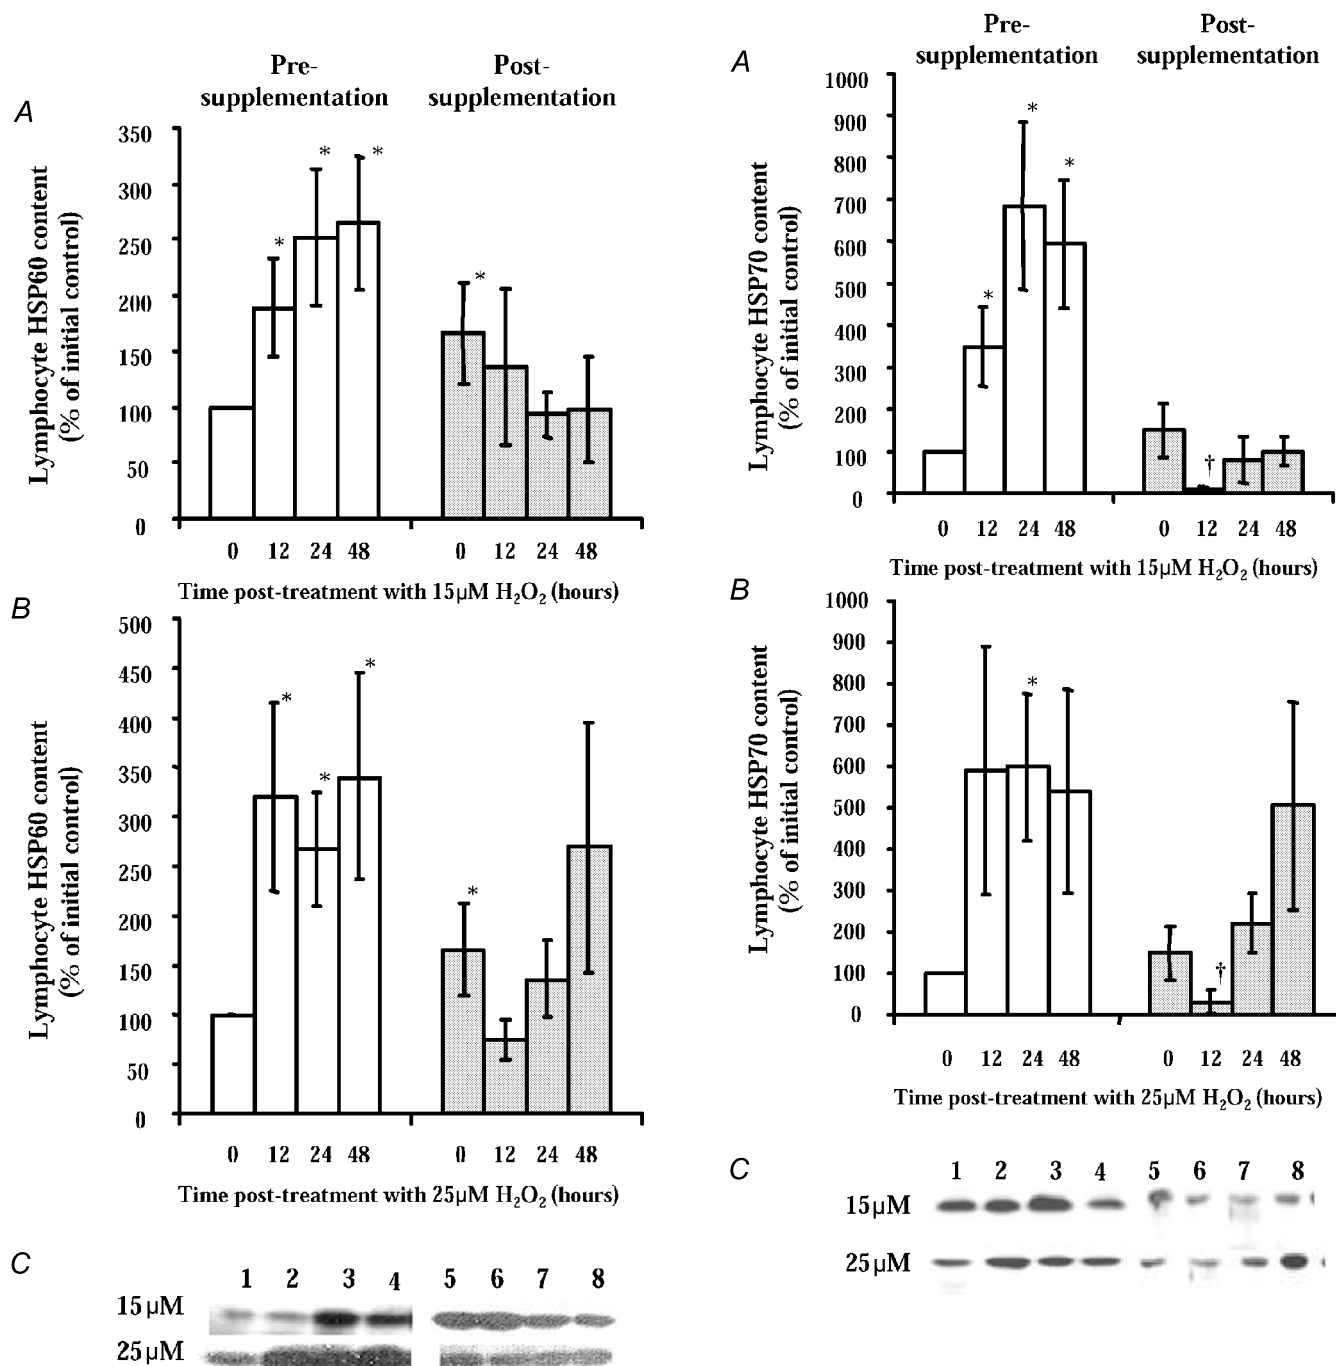 Pre-
supplementation
Post-
supplementation
A
Lymphocyte HSP60 content
(% of initial control)
350
300
250
200
150
100
50
0
*
*
*
*
0 12 24 48 0 12 24 48
Time post-treatment with 15μM H₂O₂ (hours)
B
Lymphocyte HSP60 content
(% of initial control)
500
450
400
350
300
250
200
150
100
50
0
*
*
*
*
0 12 24 48 0 12 24 48
Time post-treatment with 25μM H₂O₂ (hours)
C
1 2 3 4 5 6 7 8
15μM
25μM
Pre-
supplementation
Post-
supplementation
A
Lymphocyte HSP70 content
(% of initial control)
1000
900
800
700
600
500
400
300
200
100
0
*
*
*
†
0 12 24 48 0 12 24 48
Time post-treatment with 15μM H₂O₂ (hours)
B
Lymphocyte HSP70 content
(% of initial control)
1000
900
800
700
600
500
400
300
200
100
0
*
†
0 12 24 48 0 12 24 48
Time post-treatment with 25μM H₂O₂ (hours)
C
1 2 3 4 5 6 7 8
15μM
25μM